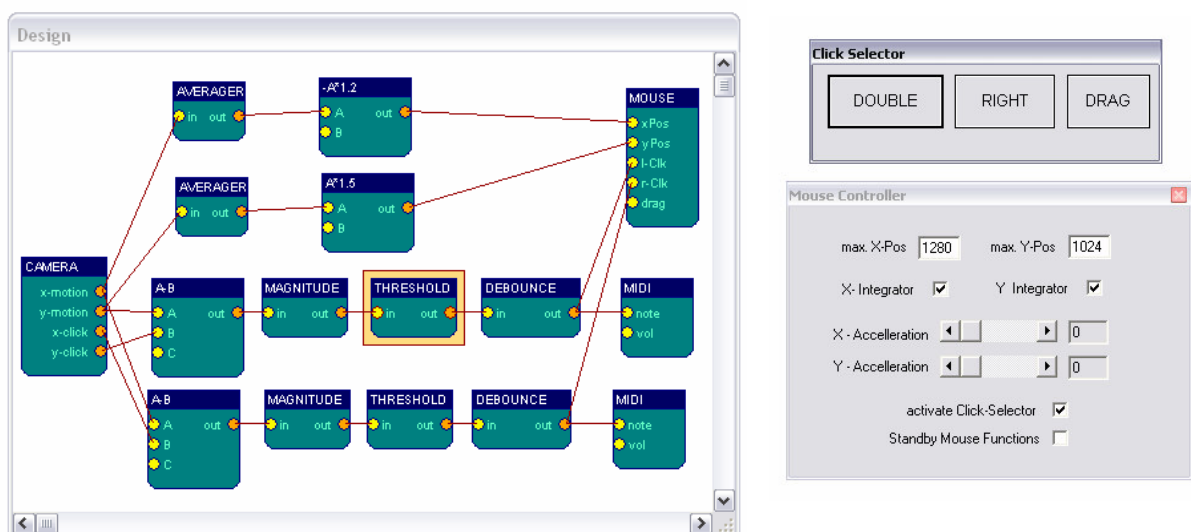 Design
AVERAGER
in out
-A*1.2
A out
B
MOUSE
xPos
yPos
l-Clk
r-Clk
drag
AVERAGER
in out
A*1.5
A out
B
CAMERA
x-motion
y-motion
x-click
y-click
A-B
A out
B
C
MAGNITUDE
in out
THRESHOLD
in out
DEBOUNCE
in out
MIDI
note
vol
A-B
A out
B
C
MAGNITUDE
in out
THRESHOLD
in out
DEBOUNCE
in out
MIDI
note
vol
Click Selector
DOUBLE RIGHT DRAG
Mouse Controller
max. X-Pos 1280 max. Y-Pos 1024
X- Integrator Y Integrator
X - Accelleration 0
Y - Accelleration 0
activate Click-Selector
Standby Mouse Functions